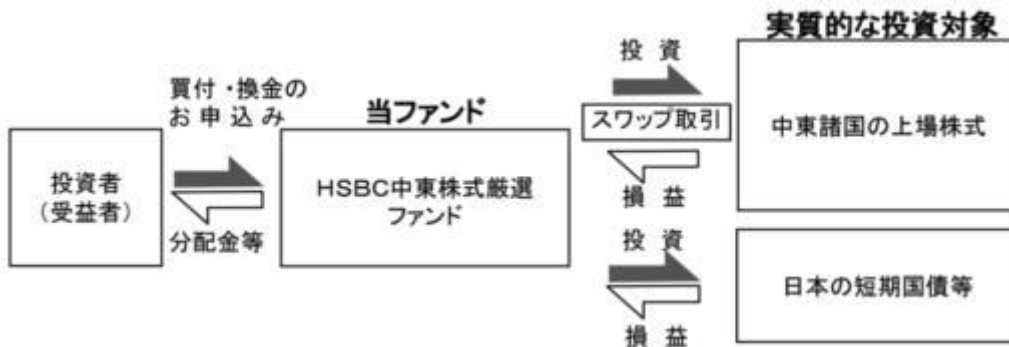 実質的な投資対象
投 資
買付・換金の
お 申 込 み
当ファンド
スワップ取引
中東諸国の上場株式
投資者
(受益者)
HSBC中東株式厳選
ファンド
損 益
分配金等
投 資
日本の短期国債等
損 益